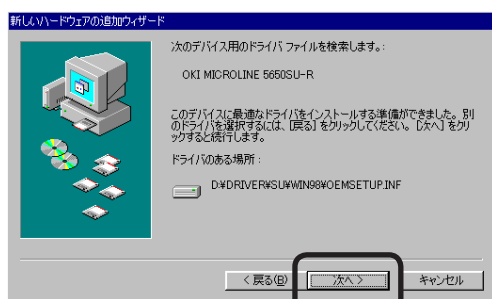 新しいハードウェアの追加ウィザード
次のデバイス用のドライバ ファイルを検索します。:
OKI MICROLINE 5650SU-R
このデバイスに最適なドライバをインストールする準備ができました。別
のドライバを選択するには、[戻る] をクリックしてください。[次へ] をクリ
ックすると続行します。
ドライバのある場所 :
D:¥DRIVER¥SU¥WIN98¥OEMSETUP.INF
< 戻る(B)
次へ >
キャンセル